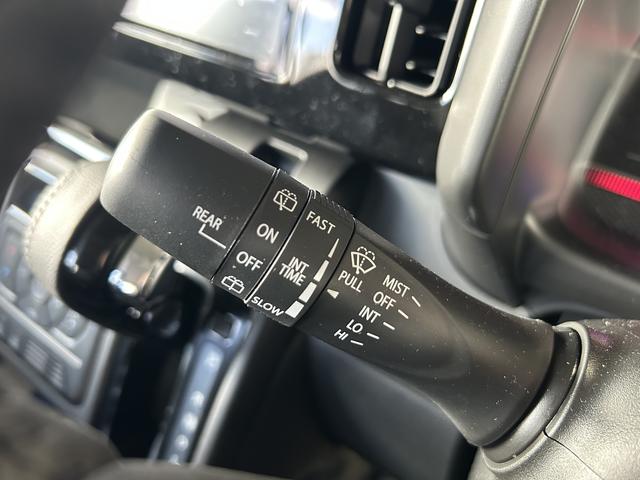 REAR
ON
OFF
FAST
INT
TIME
SLOW
PULL
MIST
OFF
INT
LO
HI